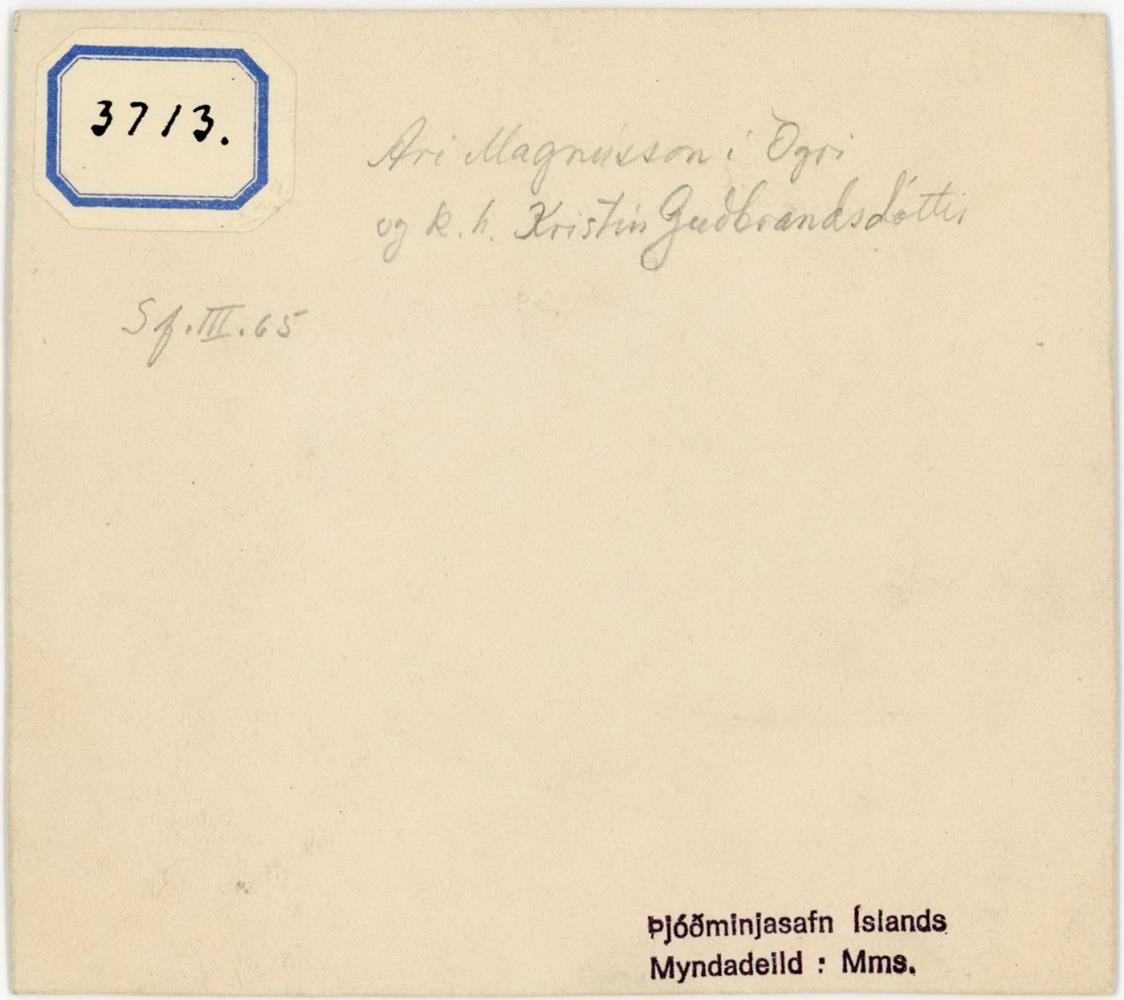 3713.
Ari Magnússon í Ögri
og k. h. Kristín Guðbrandsdóttir
Sf. III. 65
Þjóðminjasafn Íslands
Myndadeild : Mms.